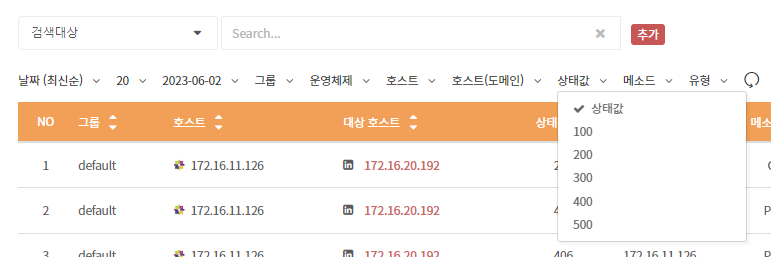 검색대상 Search... 추가
날짜 (최신순) 20 2023-06-02 그룹 운영체제 호스트 호스트(도메인) 상태값 메소드 유형
NO 그룹 호스트 대상 호스트 상태 메소
상태값
100
200
300
400
500
1 default 172.16.11.126 172.16.20.192 2
2 default 172.16.11.126 172.16.20.192 4 P
3 default 172.16.11.126 172.16.20.192 406 172.16.11.126 P